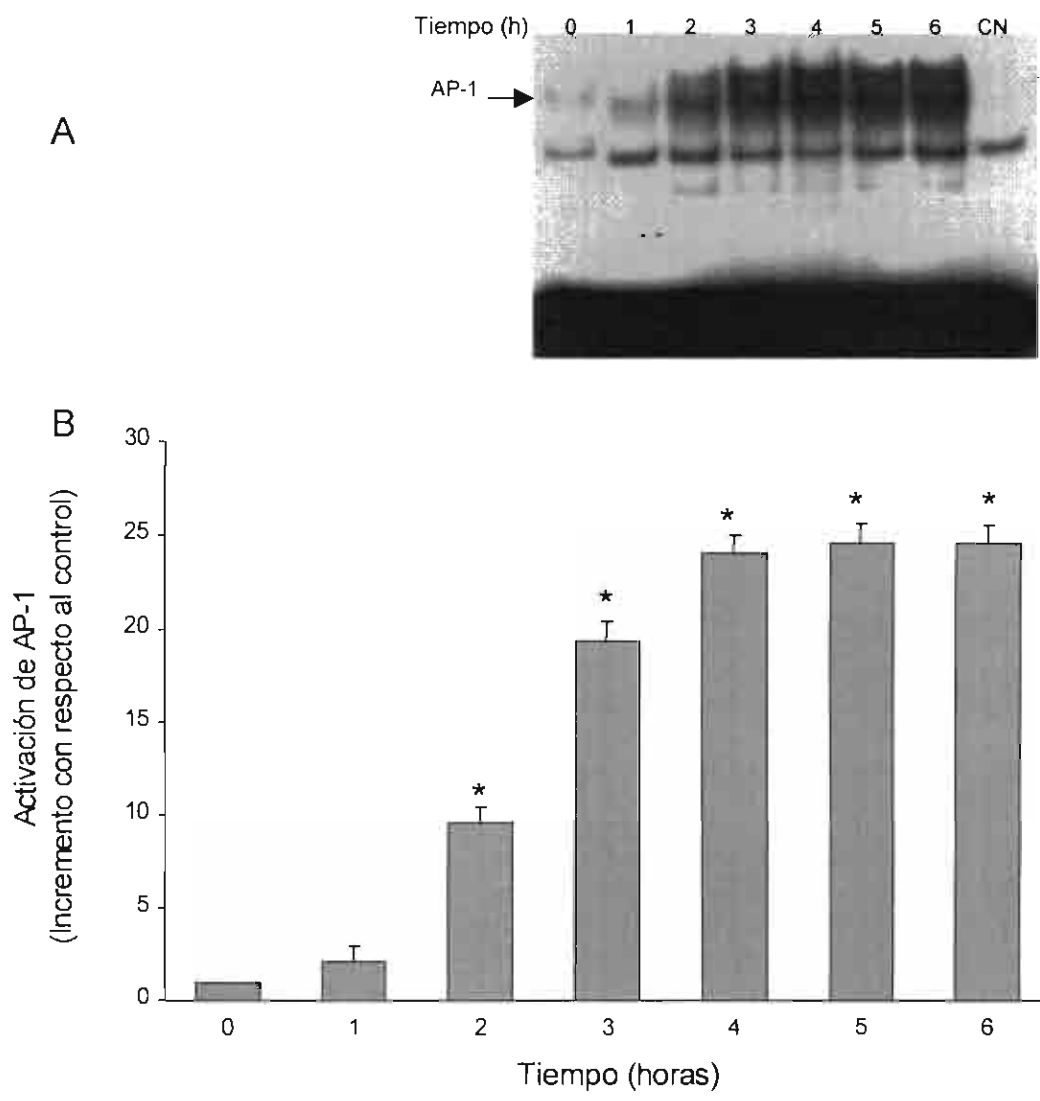 Tiempo (h) 0 1 2 3 4 5 6 CN
AP-1
A
B
30
25
20
15
10
5
0
Activación de AP-1
(Incremento con respecto al control)
* * * * *
0 1 2 3 4 5 6
Tiempo (horas)